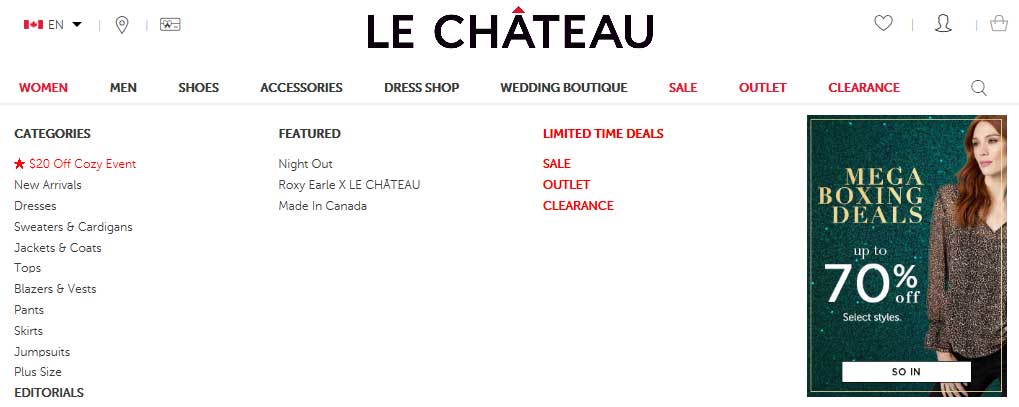 EN
LE CHÂTEAU
WOMEN MEN SHOES ACCESSORIES DRESS SHOP WEDDING BOUTIQUE SALE OUTLET CLEARANCE
CATEGORIES
$20 Off Cozy Event
New Arrivals
Dresses
Sweaters & Cardigans
Jackets & Coats
Tops
Blazers & Vests
Pants
Skirts
Jumpsuits
Plus Size
EDITORIALS
FEATURED
Night Out
Roxy Earle X LE CHÂTEAU
Made In Canada
LIMITED TIME DEALS
SALE
OUTLET
CLEARANCE
MEGA
BOXING
DEALS
up to
70% off
Select styles.
SO IN